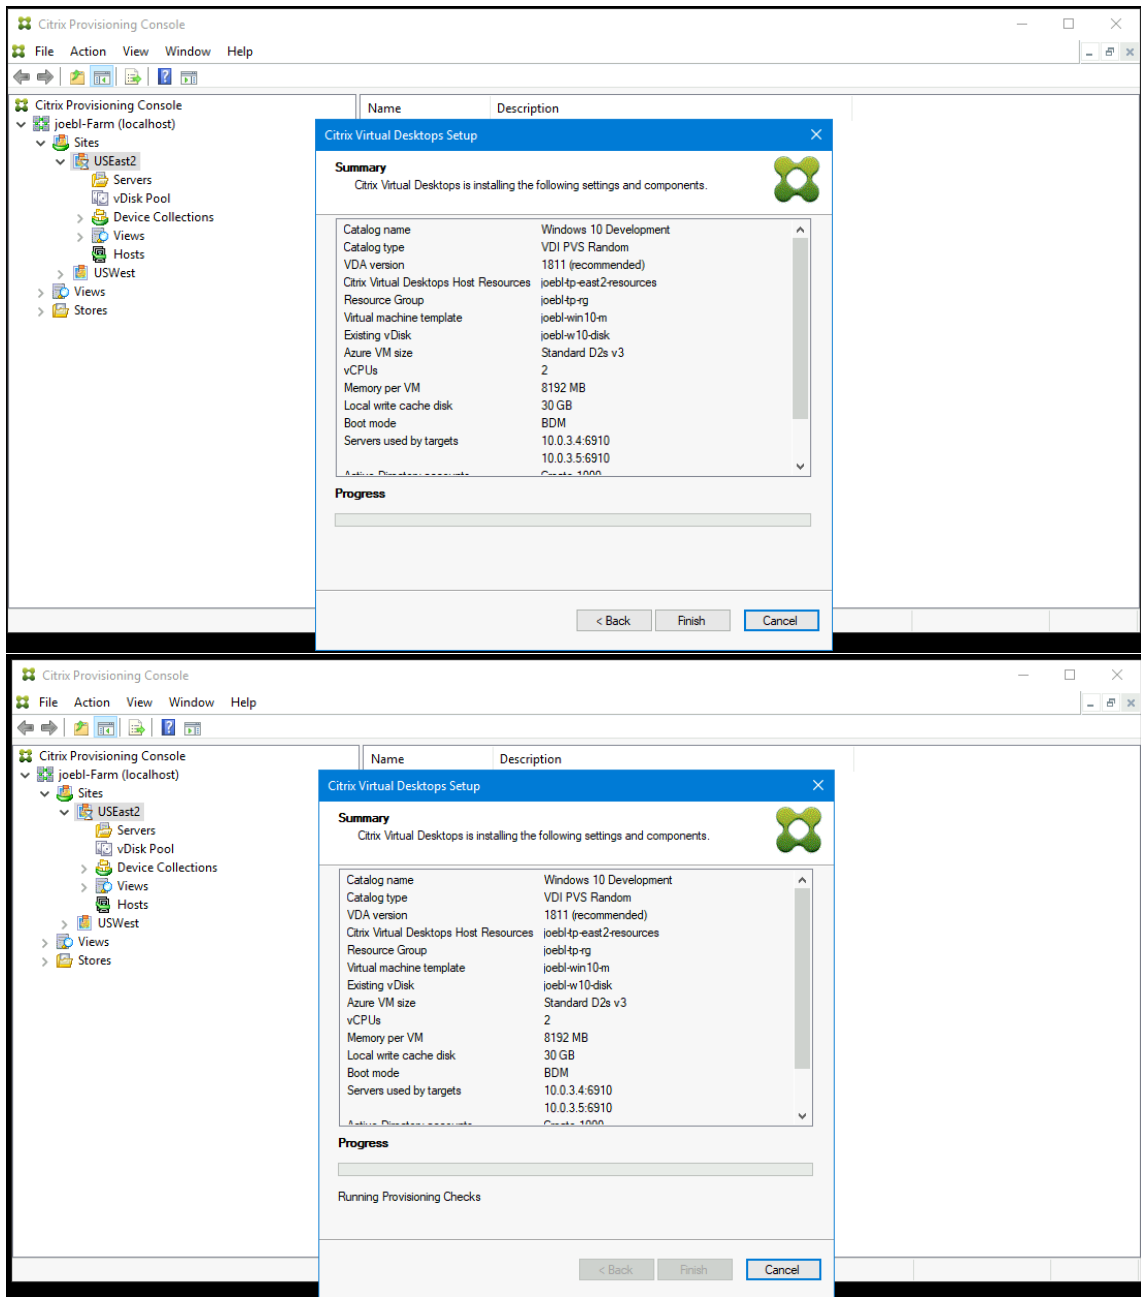 Citrix Provisioning Console
File Action View Window Help
Citrix Provisioning Console
joebl-Farm (localhost)
Sites
USEast2
Servers
vDisk Pool
Device Collections
Views
Hosts
USWest
Views
Stores
Name Description
Citrix Virtual Desktops Setup
Summary
Citrix Virtual Desktops is installing the following settings and components.
Catalog name Windows 10 Development
Catalog type VDI PVS Random
VDA version 1811 (recommended)
Citrix Virtual Desktops Host Resources joebl-tp-east2-resources
Resource Group joebl-tp-rg
Virtual machine template joebl-win10-m
Existing vDisk joebl-w10-disk
Azure VM size Standard D2s v3
vCPUs 2
Memory per VM 8192 MB
Local write cache disk 30 GB
Boot mode BDM
Servers used by targets 10.0.3.4:6910
10.0.3.5:6910
Active Directory accounts Create 1000
Progress
< Back Finish Cancel
Citrix Provisioning Console
File Action View Window Help
Citrix Provisioning Console
joebl-Farm (localhost)
Sites
USEast2
Servers
vDisk Pool
Device Collections
Views
Hosts
USWest
Views
Stores
Name Description
Citrix Virtual Desktops Setup
Summary
Citrix Virtual Desktops is installing the following settings and components.
Catalog name Windows 10 Development
Catalog type VDI PVS Random
VDA version 1811 (recommended)
Citrix Virtual Desktops Host Resources joebl-tp-east2-resources
Resource Group joebl-tp-rg
Virtual machine template joebl-win10-m
Existing vDisk joebl-w10-disk
Azure VM size Standard D2s v3
vCPUs 2
Memory per VM 8192 MB
Local write cache disk 30 GB
Boot mode BDM
Servers used by targets 10.0.3.4:6910
10.0.3.5:6910
Active Directory accounts Create 1000
Progress
Running Provisioning Checks
< Back Finish Cancel